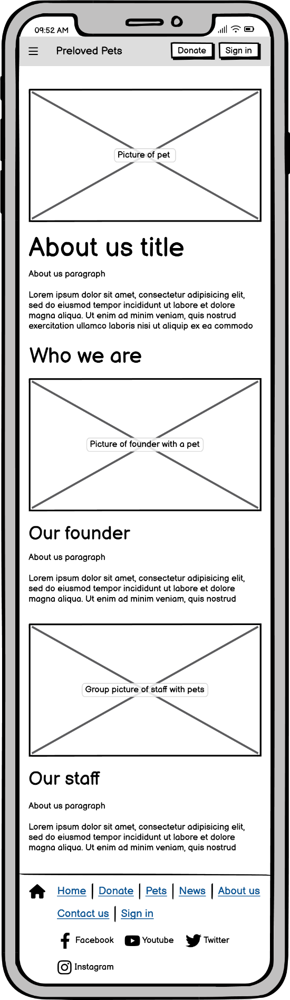 09:52 AM
Preloved Pets
Donate
Sign in
Picture of pet
About us title
About us paragraph
Lorem ipsum dolor sit amet, consectetur adipisicing elit,
sed do eiusmod tempor incididunt ut labore et dolore
magna aliqua. Ut enim ad minim veniam, quis nostrud
exercitation ullamco laboris nisi ut aliquip ex ea commodo
Who we are
Picture of founder with a pet
Our founder
About us paragraph
Lorem ipsum dolor sit amet, consectetur adipisicing elit,
sed do eiusmod tempor incididunt ut labore et dolore
magna aliqua. Ut enim ad minim veniam, quis nostrud
Group picture of staff with pets
Our staff
About us paragraph
Lorem ipsum dolor sit amet, consectetur adipisicing elit,
sed do eiusmod tempor incididunt ut labore et dolore
magna aliqua. Ut enim ad minim veniam, quis nostrud
Home | Donate | Pets | News | About us
Contact us | Sign in
Facebook Youtube Twitter
Instagram